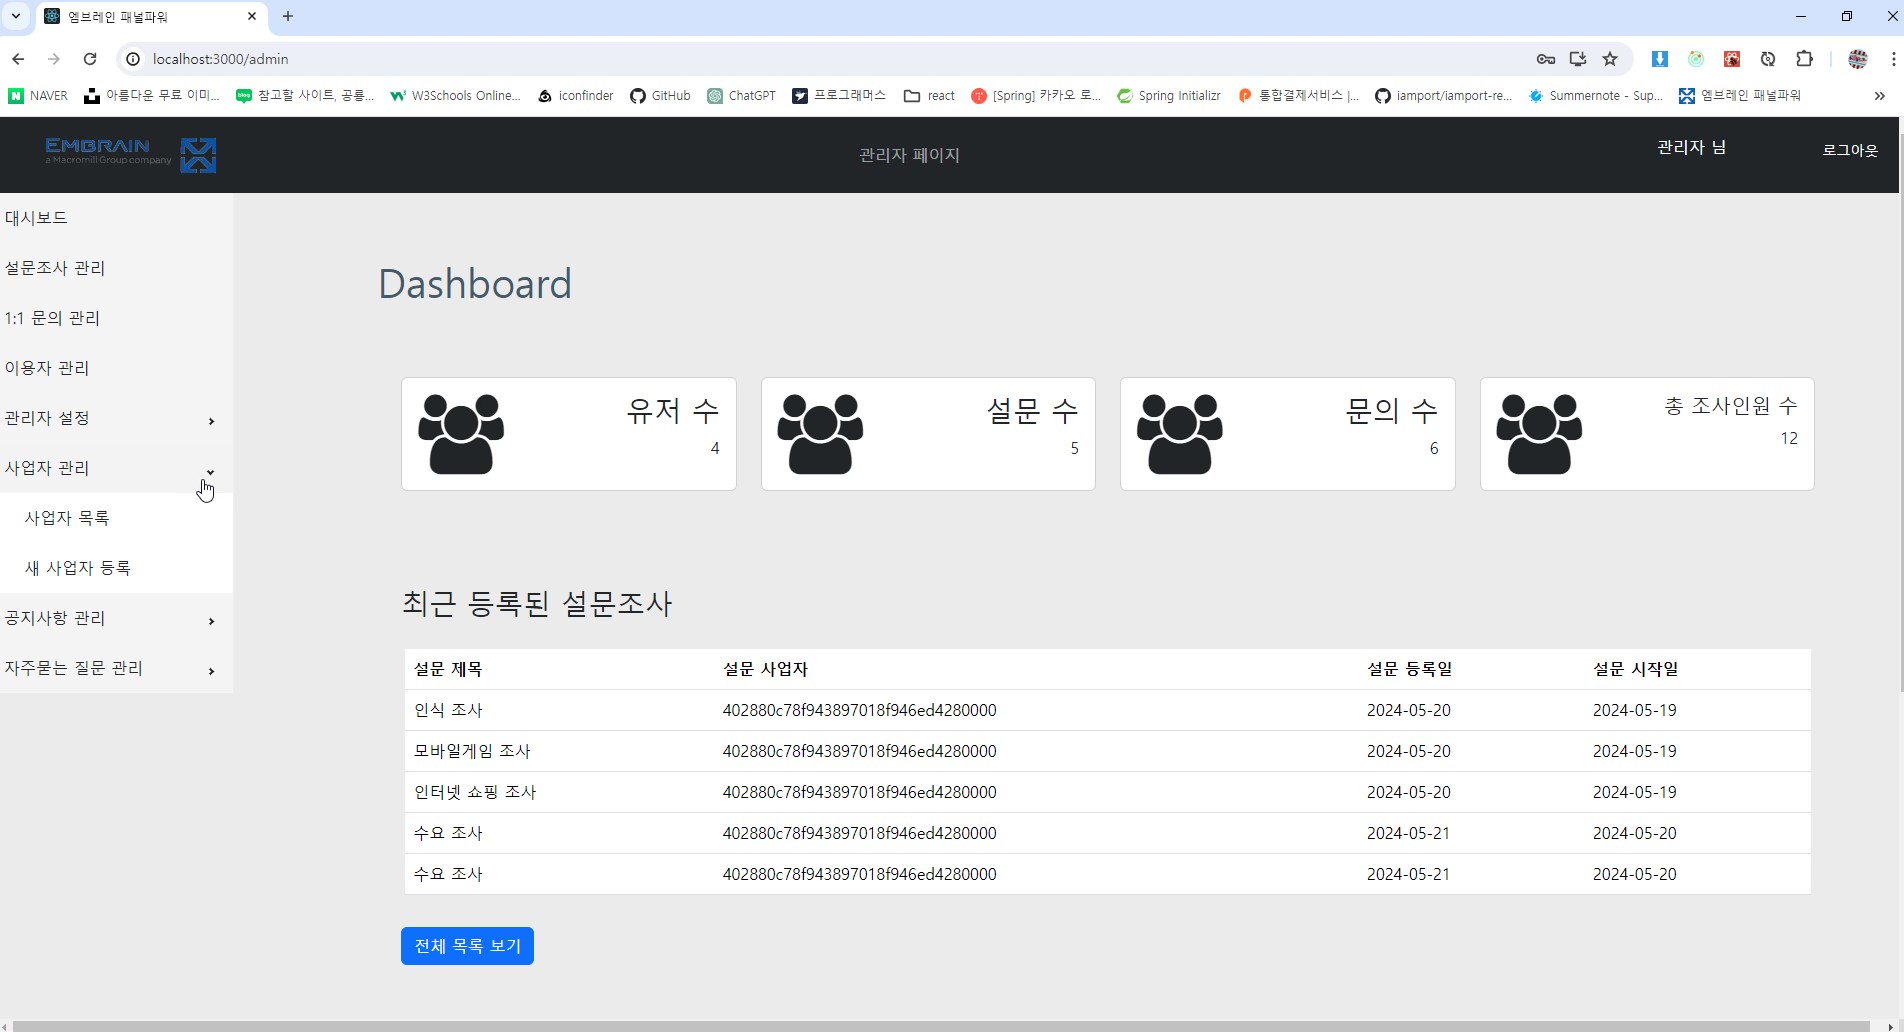 엠브레인 패널파워
localhost:3000/admin
NAVER 아름다운 무료 이미... 참고할 사이트, 공룡... W3Schools Online... iconfinder GitHub ChatGPT 프로그래머스 react [Spring] 카카오 로... Spring Initializr 통합결제서비스 |... iamport/iamport-re... Summernote - Sup... 엠브레인 패널파워
EMBRAIN
a Macromill Group company
관리자 페이지
관리자 님
로그아웃
대시보드
설문조사 관리
1:1 문의 관리
이용자 관리
관리자 설정
사업자 관리
사업자 목록
새 사업자 등록
공지사항 관리
자주묻는 질문 관리
Dashboard
유저 수
4
설문 수
5
문의 수
6
총 조사인원 수
12
최근 등록된 설문조사
설문 제목 설문 사업자 설문 등록일 설문 시작일
인식 조사 402880c78f943897018f946ed4280000 2024-05-20 2024-05-19
모바일게임 조사 402880c78f943897018f946ed4280000 2024-05-20 2024-05-19
인터넷 쇼핑 조사 402880c78f943897018f946ed4280000 2024-05-20 2024-05-19
수요 조사 402880c78f943897018f946ed4280000 2024-05-21 2024-05-20
수요 조사 402880c78f943897018f946ed4280000 2024-05-21 2024-05-20
전체 목록 보기